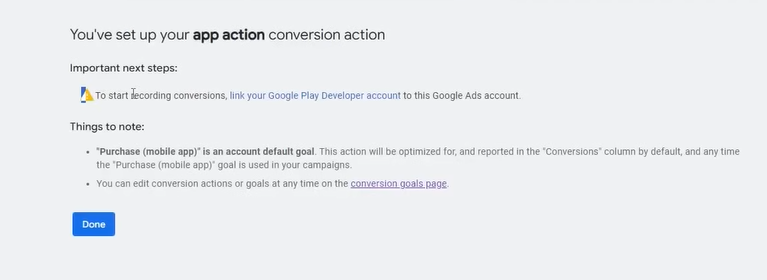 You've set up your app action conversion action
Important next steps:
To start recording conversions, link your Google Play Developer account to this Google Ads account.
Things to note:
• "Purchase (mobile app)" is an account default goal. This action will be optimized for, and reported in the "Conversions" column by default, and any time
the "Purchase (mobile app)" goal is used in your campaigns.
• You can edit conversion actions or goals at any time on the conversion goals page.
Done